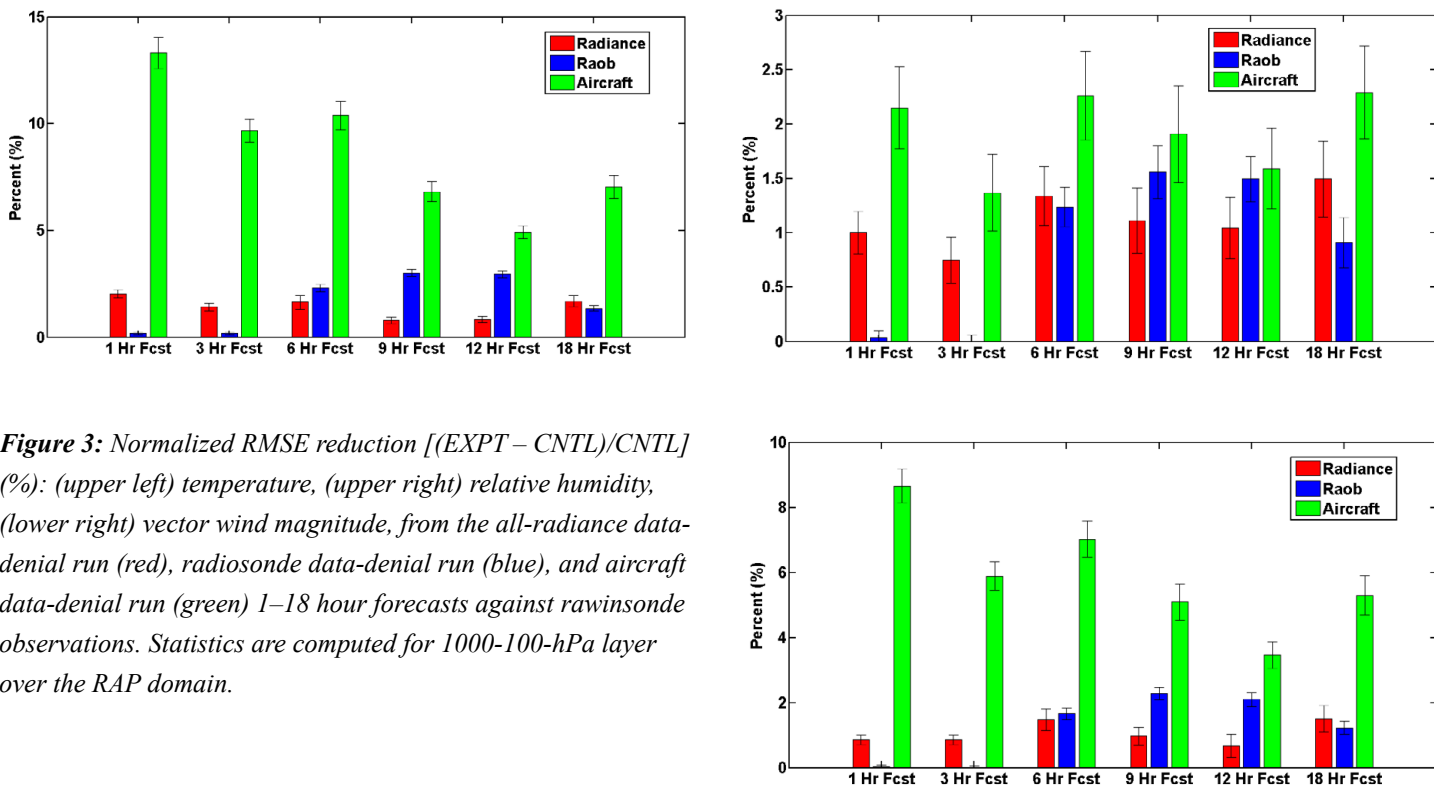 15
10
5
0
Percent (%)
Radiance
Raob
Aircraft
1 Hr Fcst 3 Hr Fcst 6 Hr Fcst 9 Hr Fcst 12 Hr Fcst 18 Hr Fcst
3
2.5
2
1.5
1
0.5
0
Percent (%)
Radiance
Raob
Aircraft
1 Hr Fcst 3 Hr Fcst 6 Hr Fcst 9 Hr Fcst 12 Hr Fcst 18 Hr Fcst
Figure 3: Normalized RMSE reduction [(EXPT – CNTL)/CNTL]
(%): (upper left) temperature, (upper right) relative humidity,
(lower right) vector wind magnitude, from the all-radiance data-
denial run (red), radiosonde data-denial run (blue), and aircraft
data-denial run (green) 1–18 hour forecasts against rawinsonde
observations. Statistics are computed for 1000-100-hPa layer
over the RAP domain.
10
8
6
4
2
0
Percent (%)
Radiance
Raob
Aircraft
1 Hr Fcst 3 Hr Fcst 6 Hr Fcst 9 Hr Fcst 12 Hr Fcst 18 Hr Fcst